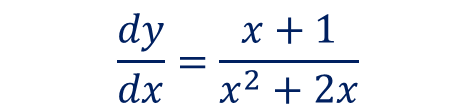 dy/dx = (x + 1)/(x² + 2x)